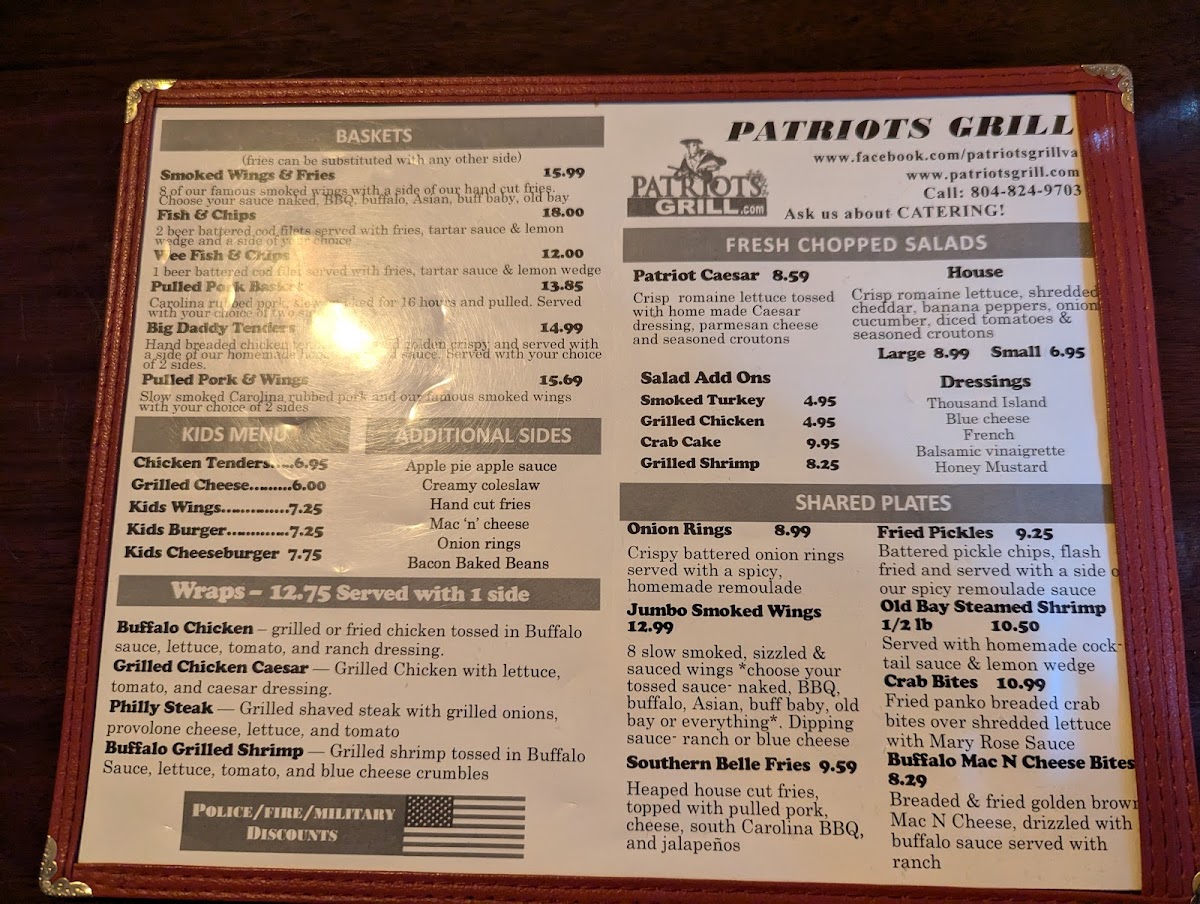 BASKETS
(fries can be substituted with any other side)
Smoked Wings & Fries 15.99
8 of our famous smoked wings with a side of our hand cut fries.
Choose your sauce naked, BBQ, buffalo, Asian, buff baby, old bay
Fish & Chips 18.00
2 beer battered cod filets served with fries, tartar sauce & lemon
wedge and a side of your choice
Wee Fish & Chips 12.00
1 beer battered cod filet served with fries, tartar sauce & lemon wedge
Pulled Pork Basket 13.85
Carolina rubbed pork, ked for 16 hours and pulled. Served
with your choice of two
Big Daddy Tenders 14.99
Hand breaded chicken golden crispy and served with
a side of our homemade sauce. Served with your choice
of 2 sides.
Pulled Pork & Wings 15.69
Slow smoked Carolina rubbed pork and our famous smoked wings
with your choice of 2 sides
KIDS MENU
Chicken Tenders.....6.95
Grilled Cheese.........6.00
Kids Wings..............7.25
Kids Burger.............7.25
Kids Cheeseburger 7.75
ADDITIONAL SIDES
Apple pie apple sauce
Creamy coleslaw
Hand cut fries
Mac 'n' cheese
Onion rings
Bacon Baked Beans
Wraps – 12.75 Served with 1 side
Buffalo Chicken – grilled or fried chicken tossed in Buffalo
sauce, lettuce, tomato, and ranch dressing.
Grilled Chicken Caesar — Grilled Chicken with lettuce,
tomato, and caesar dressing.
Philly Steak — Grilled shaved steak with grilled onions,
provolone cheese, lettuce, and tomato
Buffalo Grilled Shrimp — Grilled shrimp tossed in Buffalo
Sauce, lettuce, tomato, and blue cheese crumbles
POLICE/FIRE/MILITARY
DISCOUNTS
PATRIOTS GRILL
www.facebook.com/patriotsgrillva
www.patriotsgrill.com
Call: 804-824-9703
Ask us about CATERING!
PATRIOTS
GRILL.com
FRESH CHOPPED SALADS
Patriot Caesar 8.59
Crisp romaine lettuce tossed
with home made Caesar
dressing, parmesan cheese
and seasoned croutons
House
Crisp romaine lettuce, shredded
cheddar, banana peppers, onion
cucumber, diced tomatoes &
seasoned croutons
Large 8.99 Small 6.95
Salad Add Ons
Smoked Turkey 4.95
Grilled Chicken 4.95
Crab Cake 9.95
Grilled Shrimp 8.25
Dressings
Thousand Island
Blue cheese
French
Balsamic vinaigrette
Honey Mustard
SHARED PLATES
Onion Rings 8.99
Crispy battered onion rings
served with a spicy,
homemade remoulade
Jumbo Smoked Wings
12.99
8 slow smoked, sizzled &
sauced wings *choose your
tossed sauce- naked, BBQ,
buffalo, Asian, buff baby, old
bay or everything*. Dipping
sauce- ranch or blue cheese
Southern Belle Fries 9.59
Heaped house cut fries,
topped with pulled pork,
cheese, south Carolina BBQ,
and jalapeños
Fried Pickles 9.25
Battered pickle chips, flash
fried and served with a side o
our spicy remoulade sauce
Old Bay Steamed Shrimp
1/2 lb 10.50
Served with homemade cock-
tail sauce & lemon wedge
Crab Bites 10.99
Fried panko breaded crab
bites over shredded lettuce
with Mary Rose Sauce
Buffalo Mac N Cheese Bites
8.29
Breaded & fried golden brown
Mac N Cheese, drizzled with
buffalo sauce served with
ranch